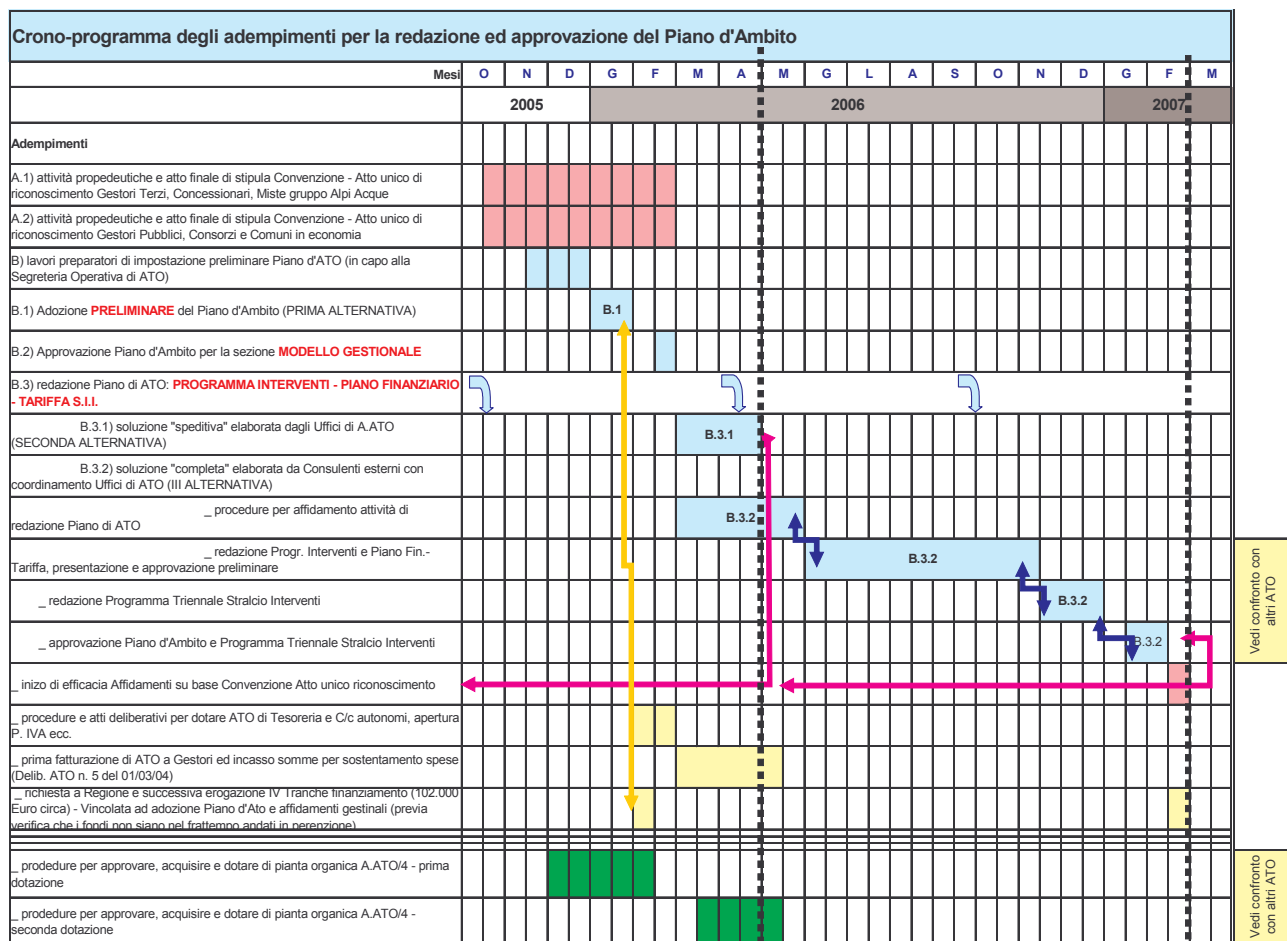 Crono-programma degli adempimenti per la redazione ed approvazione del Piano d'Ambito
Mesi O N D G F M A M G L A S O N D G F M
2005 2006 2007
Adempimenti
A.1) attività propedeutiche e atto finale di stipula Convenzione - Atto unico di
riconoscimento Gestori Terzi, Concessionari, Miste gruppo Alpi Acque
A.2) attività propedeutiche e atto finale di stipula Convenzione - Atto unico di
riconoscimento Gestori Pubblici, Consorzi e Comuni in economia
B) lavori preparatori di impostazione preliminare Piano d'ATO (in capo alla
Segreteria Operativa di ATO)
B.1) Adozione PRELIMINARE del Piano d'Ambito (PRIMA ALTERNATIVA)
B.1
B.2) Approvazione Piano d'Ambito per la sezione MODELLO GESTIONALE
B.3) redazione Piano di ATO: PROGRAMMA INTERVENTI - PIANO FINANZIARIO
- TARIFFA S.I.I.
B.3.1) soluzione "speditiva" elaborata dagli Uffici di A.ATO
(SECONDA ALTERNATIVA)
B.3.1
B.3.2) soluzione "completa" elaborata da Consulenti esterni con
coordinamento Uffici di ATO (III ALTERNATIVA)
_ procedure per affidamento attività di
redazione Piano di ATO
B.3.2
_ redazione Progr. Interventi e Piano Fin.-
Tariffa, presentazione e approvazione preliminare
B.3.2
_ redazione Programma Triennale Stralcio Interventi
B.3.2
_ approvazione Piano d'Ambito e Programma Triennale Stralcio Interventi
B.3.2
Vedi confronto con
altri ATO
_ inizo di efficacia Affidamenti su base Convenzione Atto unico riconoscimento
_ procedure e atti deliberativi per dotare ATO di Tesoreria e C/c autonomi, apertura
P. IVA ecc.
_ prima fatturazione di ATO a Gestori ed incasso somme per sostentamento spese
(Delib. ATO n. 5 del 01/03/04)
_ richiesta a Regione e successiva erogazione IV Tranche finanziamento (102.000
Euro circa) - Vincolata ad adozione Piano d'Ato e affidamenti gestinali (previa
verifica che i fondi non siano nel frattempo andati in perenzione)
_ prodedure per approvare, acquisire e dotare di pianta organica A.ATO/4 - prima
dotazione
_ prodedure per approvare, acquisire e dotare di pianta organica A.ATO/4 -
seconda dotazione
Vedi confronto
con altri ATO